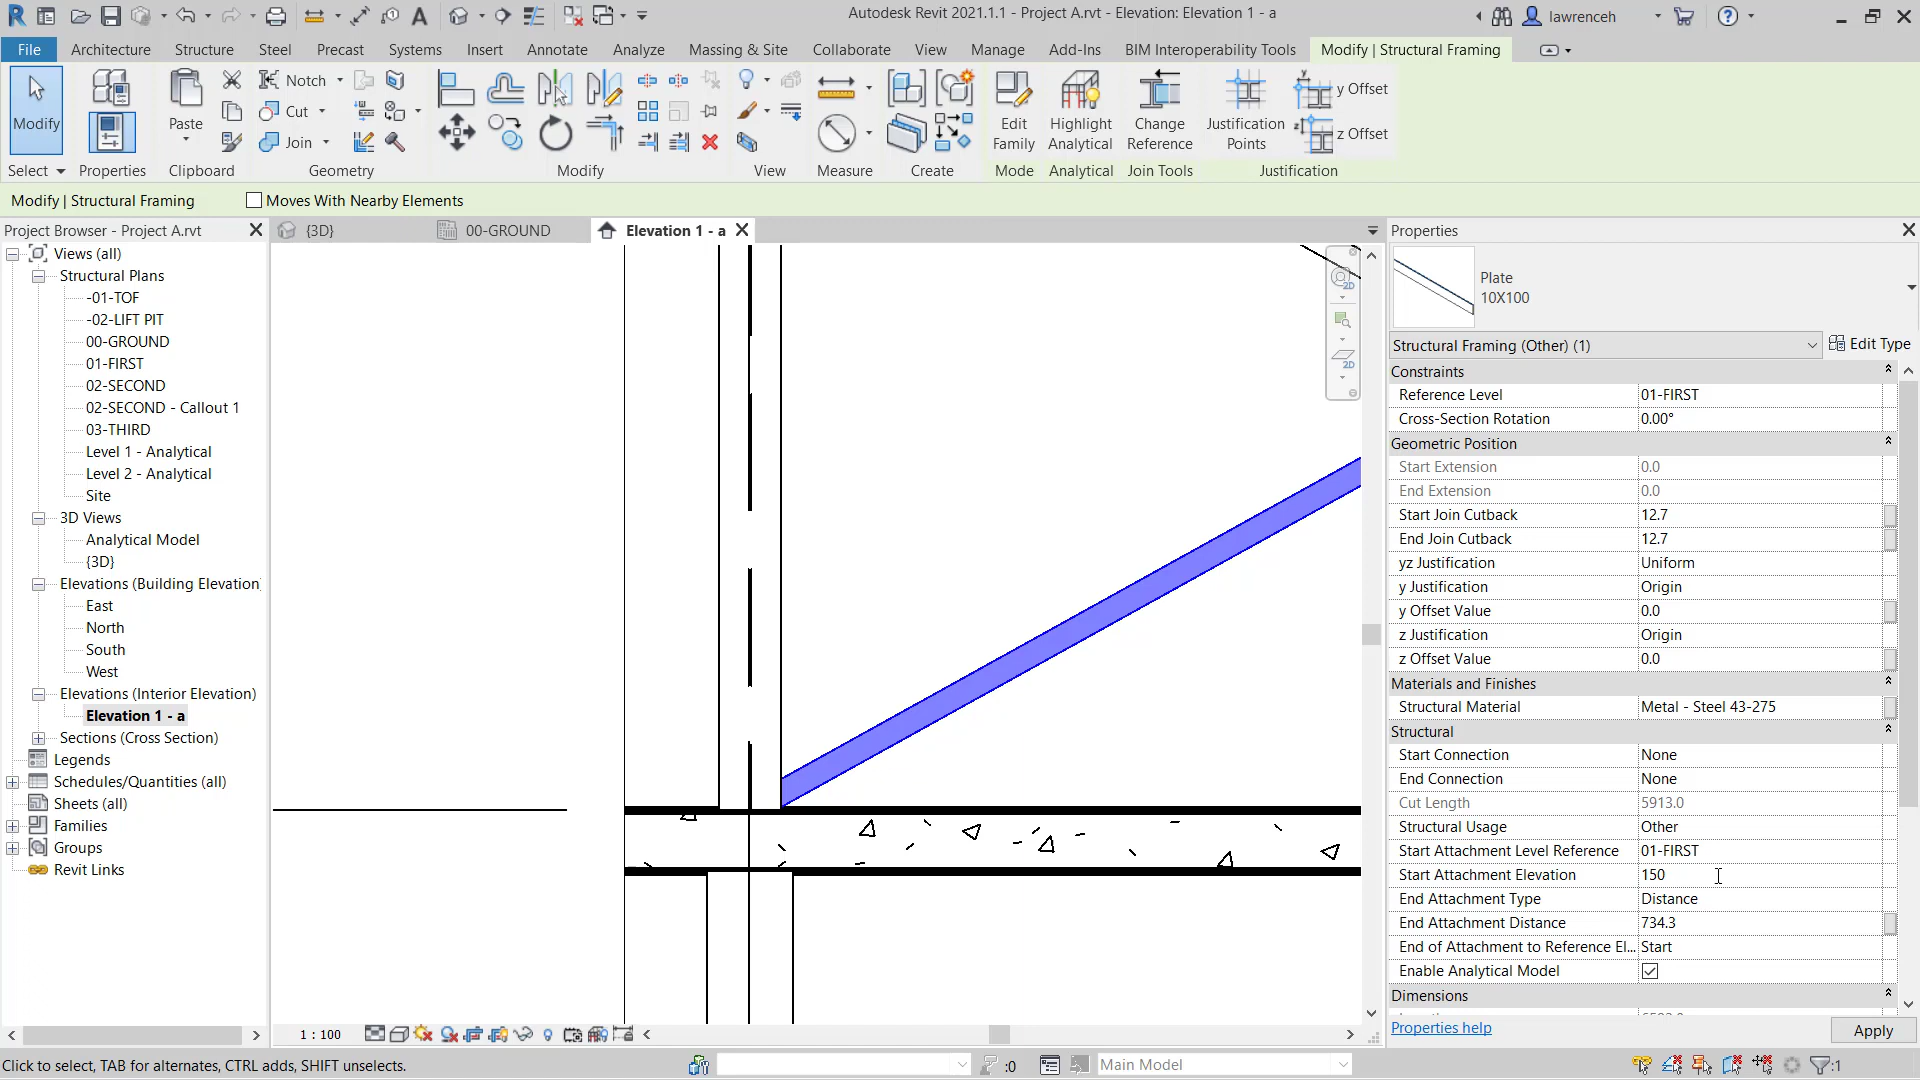 Autodesk Revit 2021.1.1 - Project A.rvt - Elevation: Elevation 1 - a
lawrenceh
File Architecture Structure Steel Precast Systems Insert Annotate Analyze Massing & Site Collaborate View Manage Add-Ins BIM Interoperability Tools Modify | Structural Framing
Modify
Paste
Notch
Cut
Join
Edit Family
Highlight Analytical
Change Reference
Justification Points
y Offset
z Offset
Select Properties Clipboard Geometry Modify View Measure Create Mode Analytical Join Tools Justification
Modify | Structural Framing Moves With Nearby Elements
Project Browser - Project A.rvt
{3D} 00-GROUND Elevation 1 - a
Views (all)
Structural Plans
-01-TOF
-02-LIFT PIT
00-GROUND
01-FIRST
02-SECOND
02-SECOND - Callout 1
03-THIRD
Level 1 - Analytical
Level 2 - Analytical
Site
3D Views
Analytical Model
{3D}
Elevations (Building Elevation
East
North
South
West
Elevations (Interior Elevation)
Elevation 1 - a
Sections (Cross Section)
Legends
Schedules/Quantities (all)
Sheets (all)
Families
Groups
Revit Links
2D
2D
Properties
Plate
10X100
Structural Framing (Other) (1) Edit Type
Constraints
Reference Level 01-FIRST
Cross-Section Rotation 0.00°
Geometric Position
Start Extension 0.0
End Extension 0.0
Start Join Cutback 12.7
End Join Cutback 12.7
yz Justification Uniform
y Justification Origin
y Offset Value 0.0
z Justification Origin
z Offset Value 0.0
Materials and Finishes
Structural Material Metal - Steel 43-275
Structural
Start Connection None
End Connection None
Cut Length 5913.0
Structural Usage Other
Start Attachment Level Reference 01-FIRST
Start Attachment Elevation 150
End Attachment Type Distance
End Attachment Distance 734.3
End of Attachment to Reference El... Start
Enable Analytical Model
Dimensions
Properties help Apply
1 : 100
Click to select, TAB for alternates, CTRL adds, SHIFT unselects.
:0
Main Model
:1